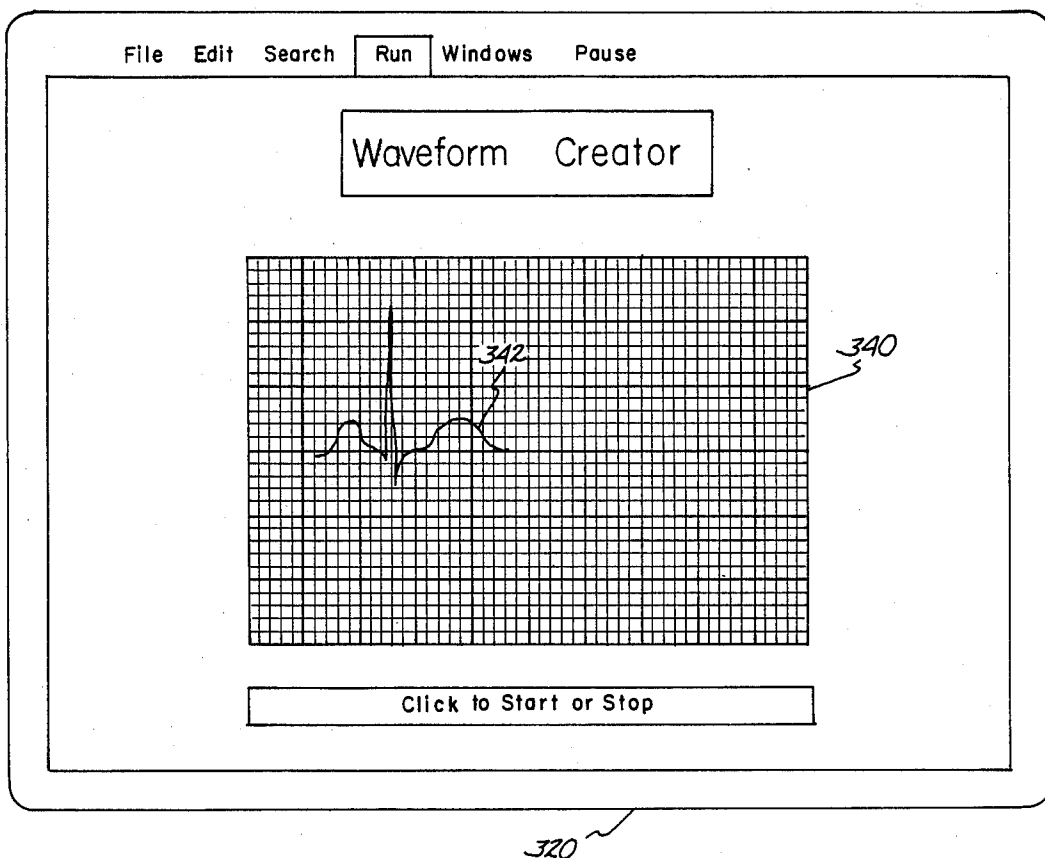 File Edit Search Run Windows Pause
Waveform Creator
342
340
Click to Start or Stop
320